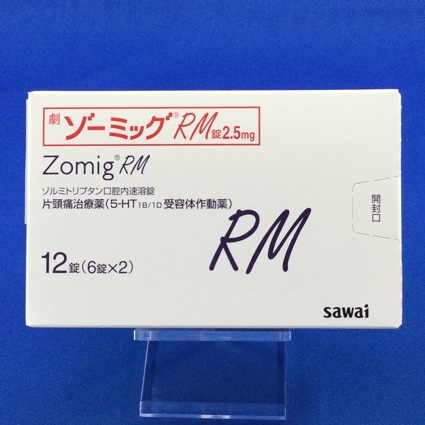 劇 ゾーミッグ® RM錠2.5mg
Zomig® RM
ゾルミトリプタン口腔内速溶錠
片頭痛治療薬(5-HT1B/1D受容体作動薬)
RM
12錠(6錠×2)
開封口
sawai